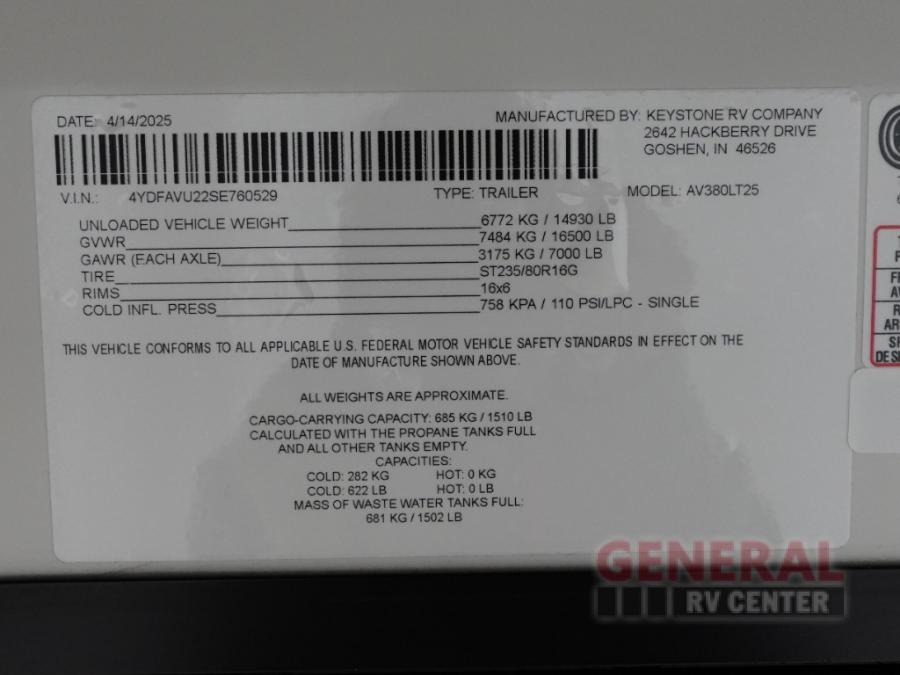 DATE: 4/14/2025
MANUFACTURED BY: KEYSTONE RV COMPANY
2642 HACKBERRY DRIVE
GOSHEN, IN 46526
V.I.N.: 4YDFAVU22SE760529 TYPE: TRAILER MODEL: AV380LT25
UNLOADED VEHICLE WEIGHT 6772 KG / 14930 LB
GVWR 7484 KG / 16500 LB
GAWR (EACH AXLE) 3175 KG / 7000 LB
TIRE ST235/80R16G
RIMS 16x6
COLD INFL. PRESS 758 KPA / 110 PSI/LPC - SINGLE
THIS VEHICLE CONFORMS TO ALL APPLICABLE U.S. FEDERAL MOTOR VEHICLE SAFETY STANDARDS IN EFFECT ON THE
DATE OF MANUFACTURE SHOWN ABOVE.
ALL WEIGHTS ARE APPROXIMATE.
CARGO-CARRYING CAPACITY: 685 KG / 1510 LB
CALCULATED WITH THE PROPANE TANKS FULL
AND ALL OTHER TANKS EMPTY.
CAPACITIES:
COLD: 282 KG HOT: 0 KG
COLD: 622 LB HOT: 0 LB
MASS OF WASTE WATER TANKS FULL:
681 KG / 1502 LB
GENERAL
RV CENTER